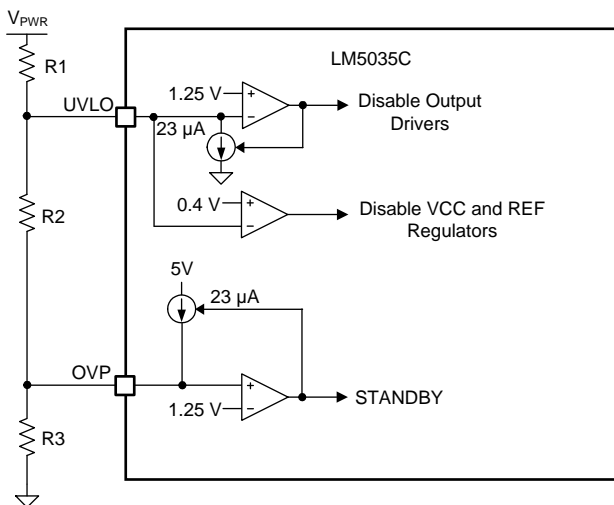 VPWR
R1
LM5035C
UVLO
1.25 V
+
−
23 µA
Disable Output
Drivers
R2
0.4 V
+
−
Disable VCC and REF
Regulators
5V
23 µA
OVP
+
1.25 V
−
STANDBY
R3